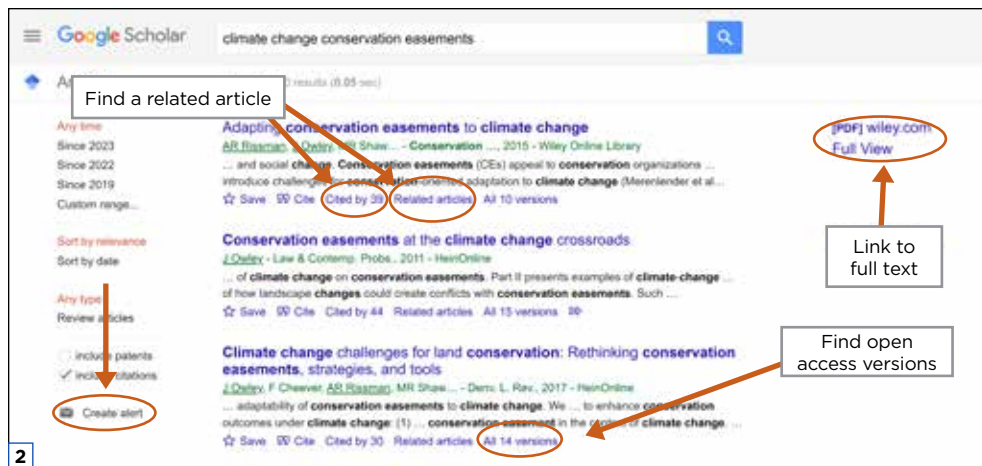 Google Scholar
climate change conservation easements
results (0.05 sec)
Find a related article
Any time
Since 2023
Since 2022
Since 2019
Custom range...
Sort by relevance
Sort by date
Any type
Review articles
include patents
include citations
Create alert
Adapting conservation easements to climate change
AR Rissman, J Owley, MR Shaw... - Conservation ..., 2015 - Wiley Online Library
... and social change. Conservation easements (CEs) appeal to conservation organizations ...
introduce challenges for conservation-oriented adaptation to climate change (Merenlender et al...
Save Cite Cited by 39 Related articles All 10 versions
[PDF] wiley.com
Full View
Link to
full text
Conservation easements at the climate change crossroads
J Owley - Law & Contemp. Probs., 2011 - HeinOnline
... of climate change on conservation easements. Part II presents examples of climate-change ...
of how landscape changes could create conflicts with conservation easements. Such ...
Save Cite Cited by 44 Related articles All 15 versions
Find open
access versions
Climate change challenges for land conservation: Rethinking conservation
easements, strategies, and tools
J Owley, F Cheever, AR Rissman, MR Shaw... - Denv. L. Rev., 2017 - HeinOnline
... adaptability of conservation easements to climate change. We ... to enhance conservation
outcomes under climate change: (1) ... conservation easement in the context of climate change. ...
Save Cite Cited by 30 Related articles All 14 versions
2